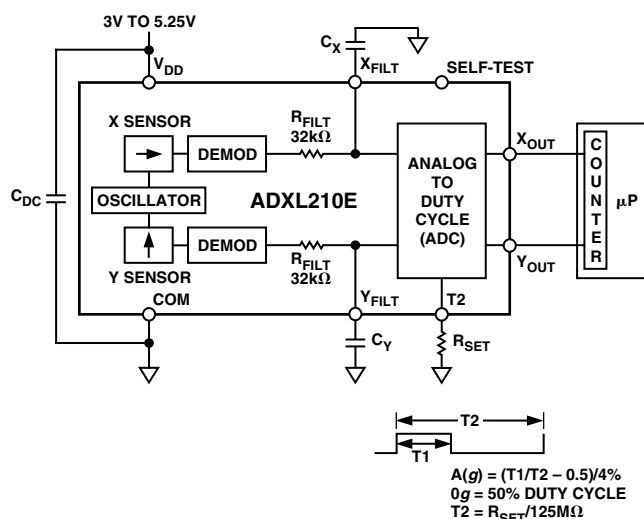 3V TO 5.25V
V_DD
C_X
X_FILT
SELF-TEST
X SENSOR
DEMOD
R_FILT
32kΩ
ANALOG
TO
DUTY
CYCLE
(ADC)
X_OUT
COUNTER
μP
C_DC
OSCILLATOR
ADXL210E
Y SENSOR
DEMOD
R_FILT
32kΩ
Y_OUT
COM
Y_FILT
T2
C_Y
R_SET
T2
T1
A(g) = (T1/T2 – 0.5)/4%
0g = 50% DUTY CYCLE
T2 = R_SET/125MΩ